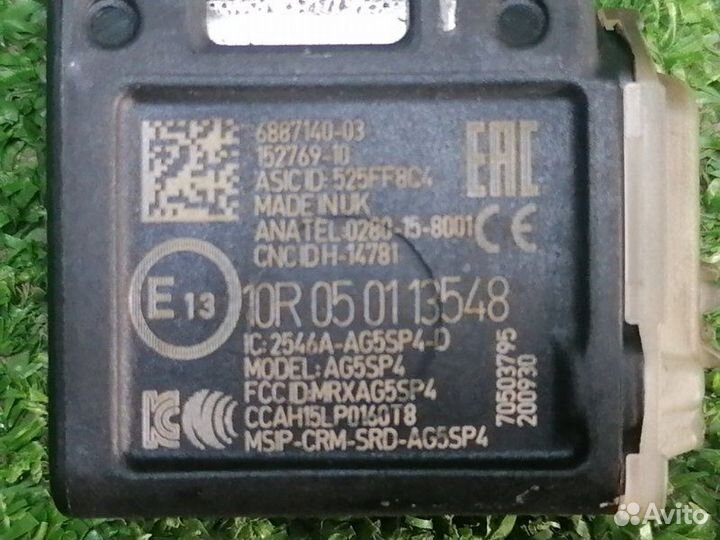 6887140-03
152769-10
ASIC ID: 525FF8C4
MADE IN UK
ANATEL: 0280-15-8001
CNC ID H-14781
EAC
CE
E 13
10R 05 01 13548
IC: 2546A-AG5SP4-D
MODEL: AG5SP4
FCC ID: MRXAG5SP4
CCAH15LP0160T8
MSIP-CRM-SRD-AG5SP4
70503795
200930
Avito